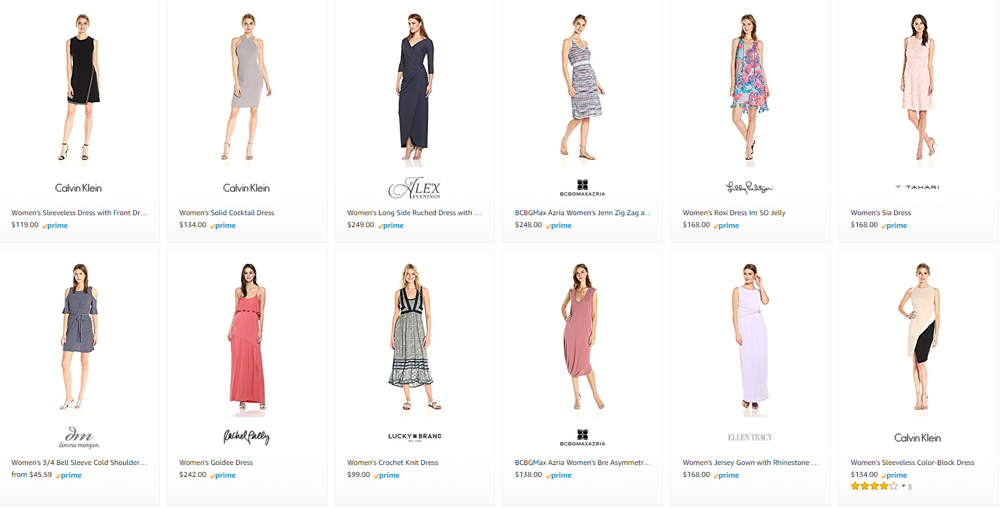 Calvin Klein
Women's Sleeveless Dress with Front Dr...
$119.00 prime
Calvin Klein
Women's Solid Cocktail Dress
$134.00 prime
ALEX
EVENINGS
Women's Long Side Ruched Dress with ...
$249.00 prime
BCBGMAXAZRIA
BCBGMax Azria Women's Jenn Zig Zag a..
$248.00 prime
Lilly Pulitzer
Women's Roxi Dress Im SO Jelly
$168.00 prime
T TAHARI
Women's Sia Dress
$168.00 prime
dm
donna morgan
Women's 3/4 Bell Sleeve Cold Shoulder...
from $45.59 prime
Rachel Pally
Women's Goldee Dress
$242.00 prime
LUCKY BRAND
Women's Crochet Knit Dress
$99.00 prime
BCBGMAXAZRIA
BCBGMax Azria Women's Bre Asymmetr...
$138.00 prime
ELLEN TRACY
Women's Jersey Gown with Rhinestone ...
$168.00 prime
Calvin Klein
Women's Sleeveless Color-Block Dress
$134.00 prime
3